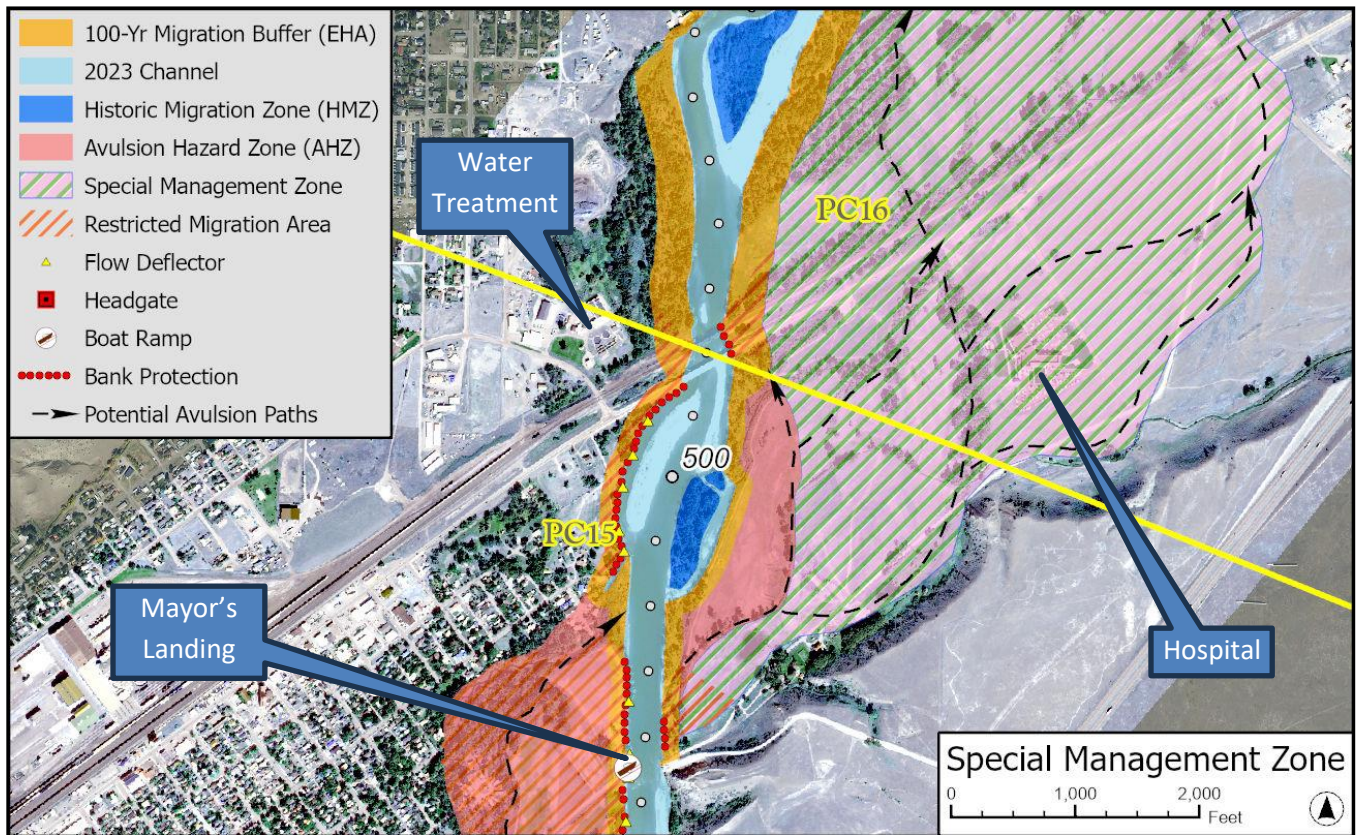 100-Yr Migration Buffer (EHA)
2023 Channel
Historic Migration Zone (HMZ)
Avulsion Hazard Zone (AHZ)
Special Management Zone
Restricted Migration Area
Flow Deflector
Headgate
Boat Ramp
Bank Protection
Potential Avulsion Paths
Water
Treatment
PC16
500
PC15
Mayor’s
Landing
Hospital
Special Management Zone
0 1,000 2,000
Feet